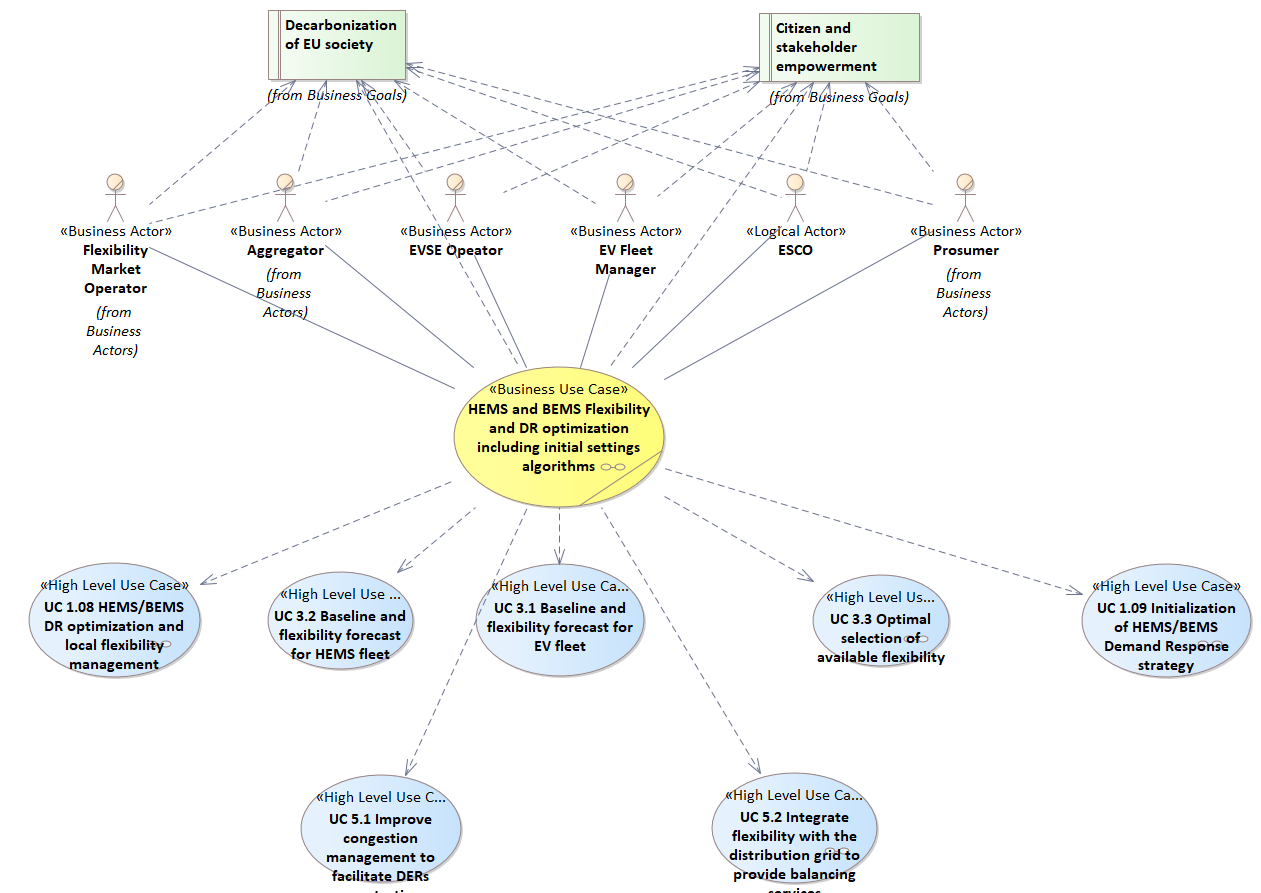 Decarbonization
of EU society
(from Business Goals)
Citizen and
stakeholder
empowerment
(from Business Goals)
«Business Actor»
Flexibility
Market
Operator
(from
Business
Actors)
«Business Actor»
Aggregator
(from
Business
Actors)
«Business Actor»
EVSE Opeator
«Business Actor»
EV Fleet
Manager
«Logical Actor»
ESCO
«Business Actor»
Prosumer
(from
Business
Actors)
«Business Use Case»
HEMS and BEMS Flexibility
and DR optimization
including initial settings
algorithms
«High Level Use Case»
UC 1.08 HEMS/BEMS
DR optimization and
local flexibility
management
«High Level Use ...
UC 3.2 Baseline and
flexibility forecast
for HEMS fleet
«High Level Use Ca...
UC 3.1 Baseline and
flexibility forecast for
EV fleet
«High Level Us...
UC 3.3 Optimal
selection of
available flexibility
«High Level Use Case»
UC 1.09 Initialization
of HEMS/BEMS
Demand Response
strategy
«High Level Use C...
UC 5.1 Improve
congestion
management to
facilitate DERs
«High Level Use Ca...
UC 5.2 Integrate
flexibility with the
distribution grid to
provide balancing
services